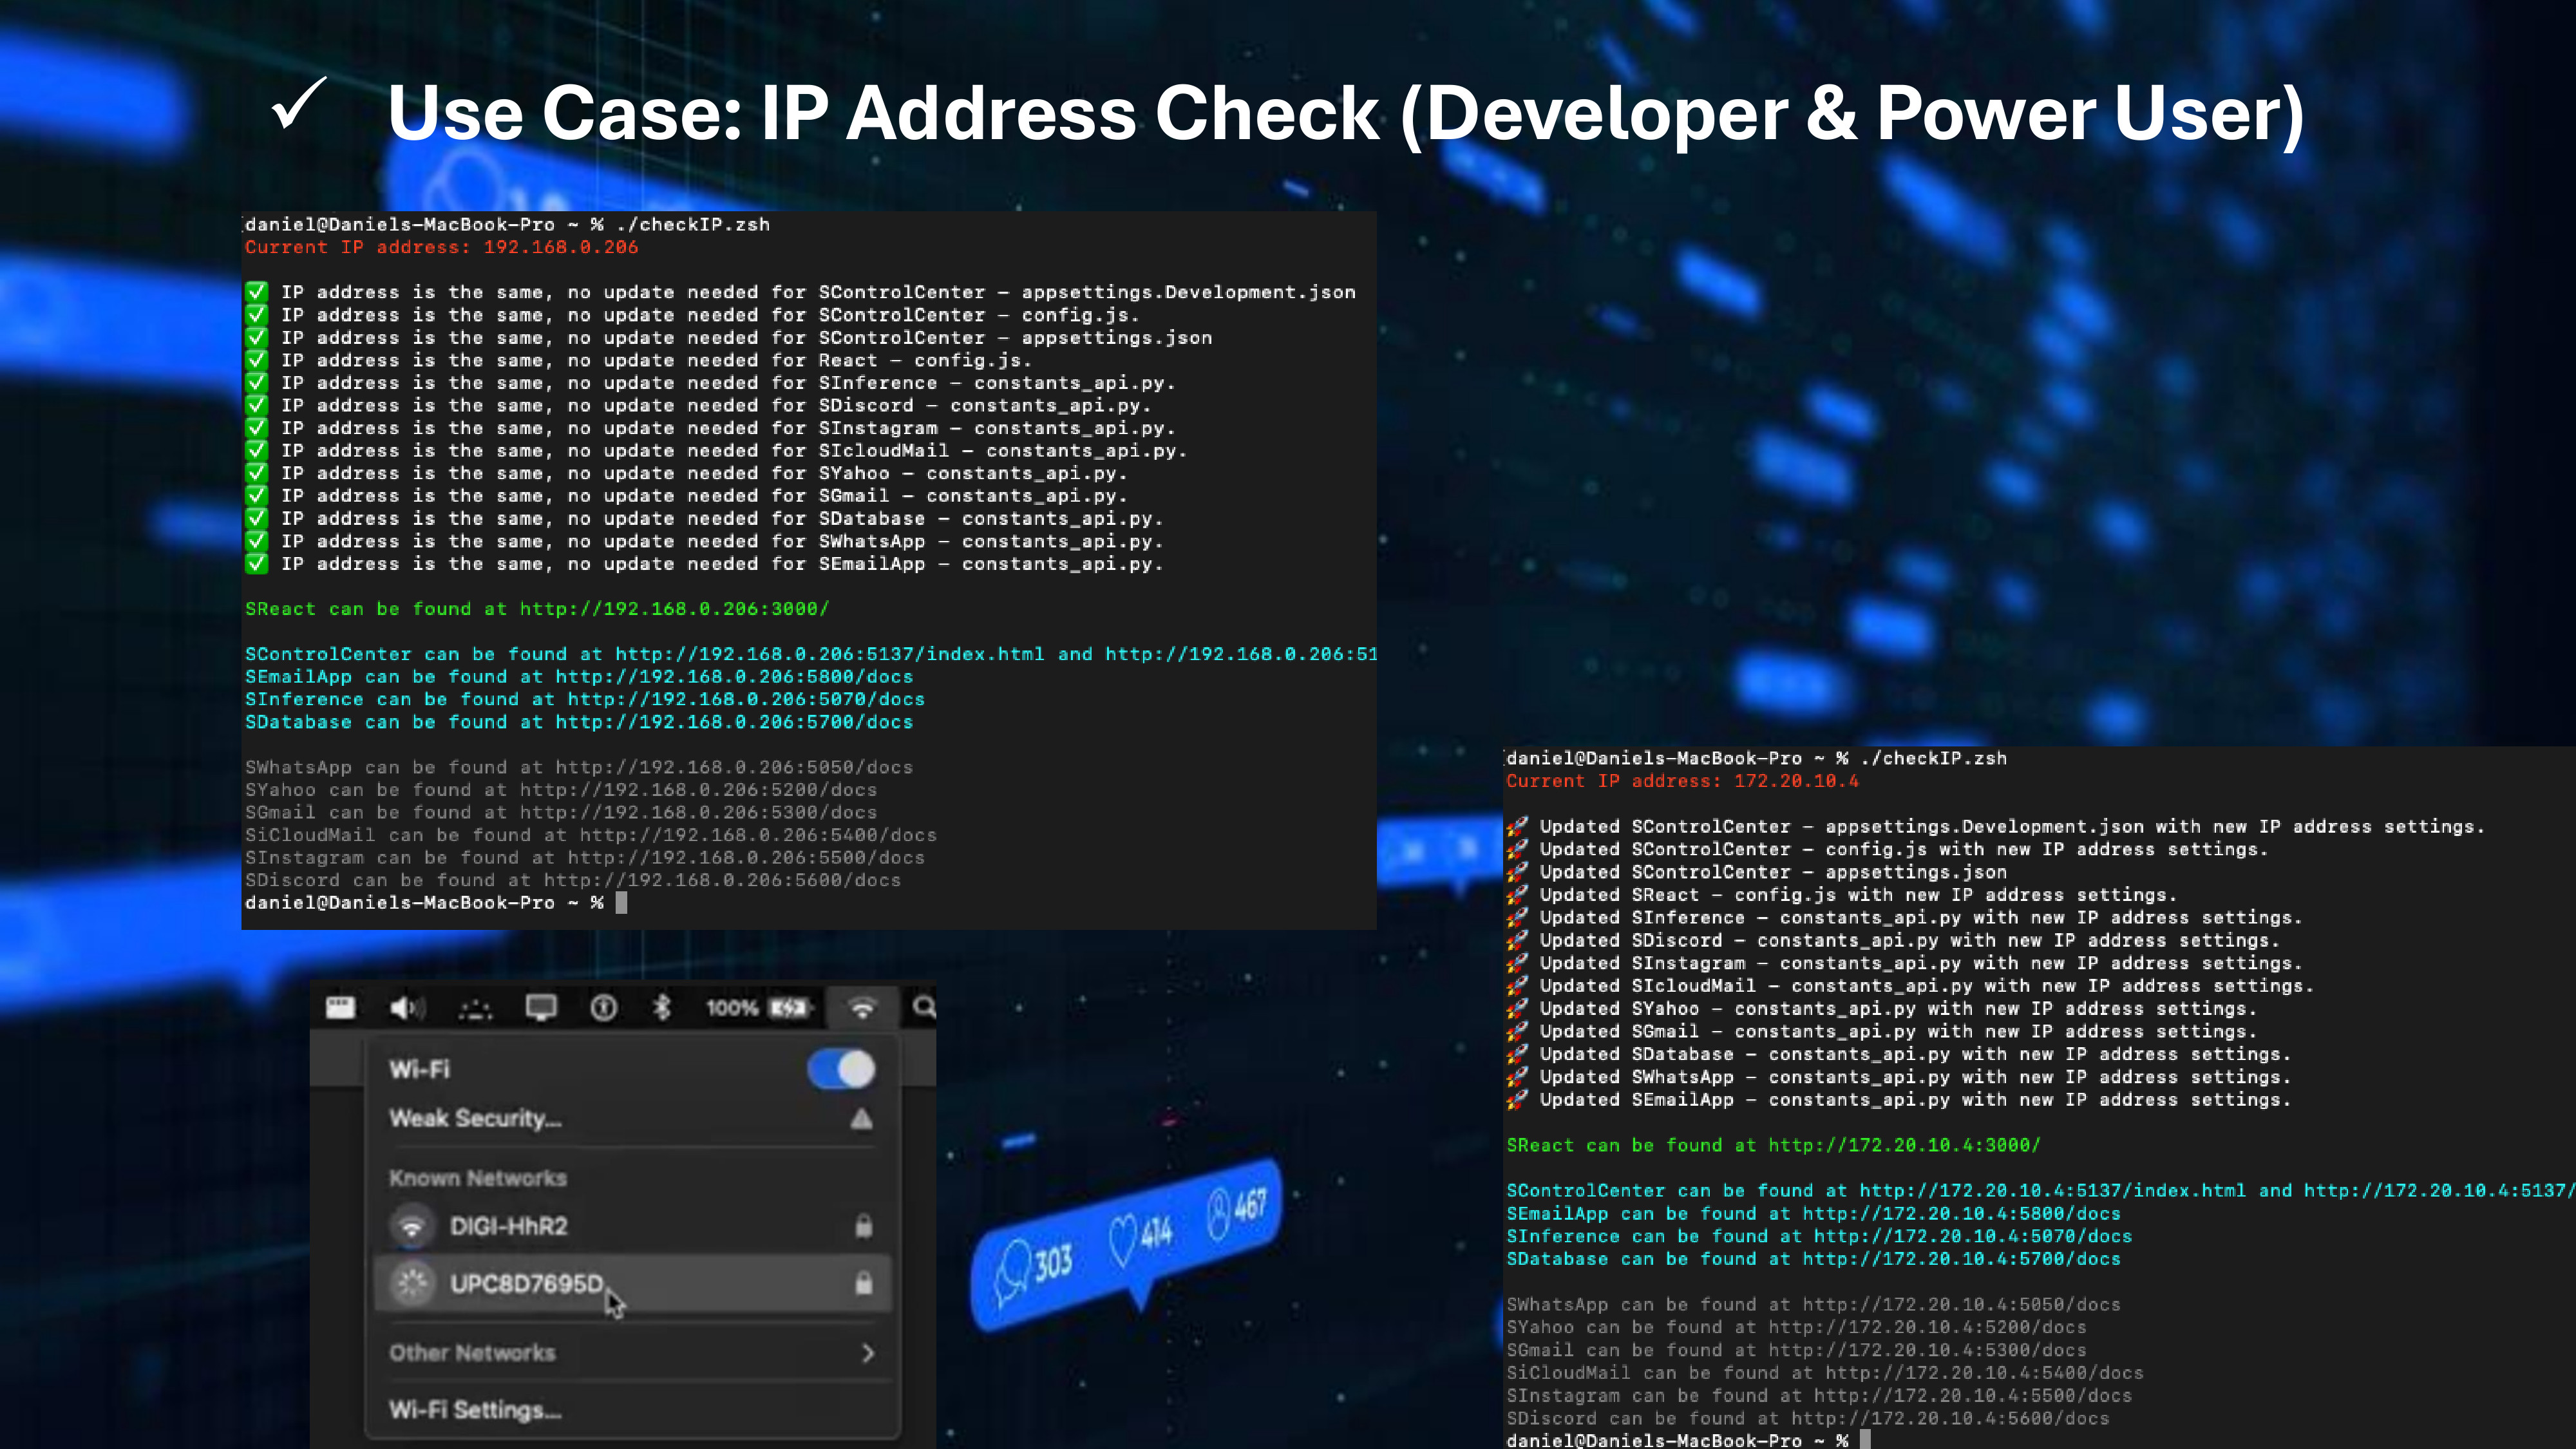 ✓ Use Case: IP Address Check (Developer & Power User)
daniel@Daniels-MacBook-Pro ~ % ./checkIP.zsh
Current IP address: 192.168.0.206
✅ IP address is the same, no update needed for SControlCenter – appsettings.Development.json
✅ IP address is the same, no update needed for SControlCenter – config.js.
✅ IP address is the same, no update needed for SControlCenter – appsettings.json
✅ IP address is the same, no update needed for React – config.js.
✅ IP address is the same, no update needed for SInference – constants_api.py.
✅ IP address is the same, no update needed for SDiscord – constants_api.py.
✅ IP address is the same, no update needed for SInstagram – constants_api.py.
✅ IP address is the same, no update needed for SIcloudMail – constants_api.py.
✅ IP address is the same, no update needed for SYahoo – constants_api.py.
✅ IP address is the same, no update needed for SGmail – constants_api.py.
✅ IP address is the same, no update needed for SDatabase – constants_api.py.
✅ IP address is the same, no update needed for SWhatsApp – constants_api.py.
✅ IP address is the same, no update needed for SEmailApp – constants_api.py.
SReact can be found at http://192.168.0.206:3000/
SControlCenter can be found at http://192.168.0.206:5137/index.html and http://192.168.0.206:51
SEmailApp can be found at http://192.168.0.206:5800/docs
SInference can be found at http://192.168.0.206:5070/docs
SDatabase can be found at http://192.168.0.206:5700/docs
SWhatsApp can be found at http://192.168.0.206:5050/docs
SYahoo can be found at http://192.168.0.206:5200/docs
SGmail can be found at http://192.168.0.206:5300/docs
SiCloudMail can be found at http://192.168.0.206:5400/docs
SInstagram can be found at http://192.168.0.206:5500/docs
SDiscord can be found at http://192.168.0.206:5600/docs
daniel@Daniels-MacBook-Pro ~ %
100%
Wi-Fi
Weak Security...
Known Networks
DIGI-HhR2
UPC8D7695D
Other Networks
Wi-Fi Settings...
303 414 467
daniel@Daniels-MacBook-Pro ~ % ./checkIP.zsh
Current IP address: 172.20.10.4
🚀 Updated SControlCenter – appsettings.Development.json with new IP address settings.
🚀 Updated SControlCenter – config.js with new IP address settings.
🚀 Updated SControlCenter – appsettings.json
🚀 Updated SReact – config.js with new IP address settings.
🚀 Updated SInference – constants_api.py with new IP address settings.
🚀 Updated SDiscord – constants_api.py with new IP address settings.
🚀 Updated SInstagram – constants_api.py with new IP address settings.
🚀 Updated SIcloudMail – constants_api.py with new IP address settings.
🚀 Updated SYahoo – constants_api.py with new IP address settings.
🚀 Updated SGmail – constants_api.py with new IP address settings.
🚀 Updated SDatabase – constants_api.py with new IP address settings.
🚀 Updated SWhatsApp – constants_api.py with new IP address settings.
🚀 Updated SEmailApp – constants_api.py with new IP address settings.
SReact can be found at http://172.20.10.4:3000/
SControlCenter can be found at http://172.20.10.4:5137/index.html and http://172.20.10.4:5137/
SEmailApp can be found at http://172.20.10.4:5800/docs
SInference can be found at http://172.20.10.4:5070/docs
SDatabase can be found at http://172.20.10.4:5700/docs
SWhatsApp can be found at http://172.20.10.4:5050/docs
SYahoo can be found at http://172.20.10.4:5200/docs
SGmail can be found at http://172.20.10.4:5300/docs
SiCloudMail can be found at http://172.20.10.4:5400/docs
SInstagram can be found at http://172.20.10.4:5500/docs
SDiscord can be found at http://172.20.10.4:5600/docs
daniel@Daniels-MacBook-Pro ~ %